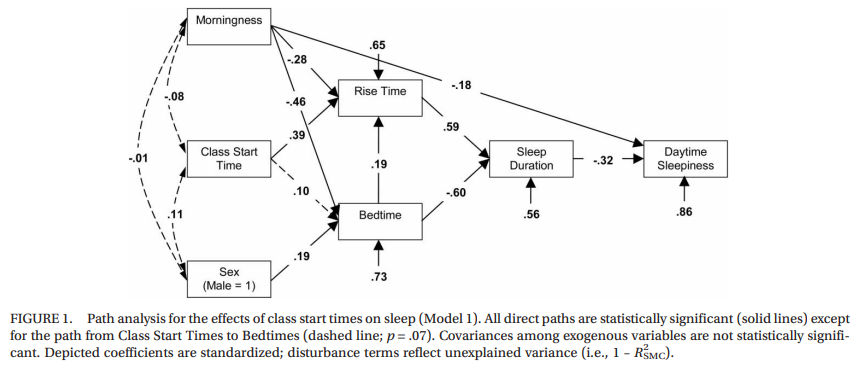 Morningness
.65
-.28
Rise Time
-.18
-.08
-.46
.59
.39
Class Start
Time
Sleep
Duration
-.32
Daytime
Sleepiness
-.01
.19
.10
-.60
.11
Bedtime
.56
.86
.19
Sex
(Male = 1)
.73
FIGURE 1. Path analysis for the effects of class start times on sleep (Model 1). All direct paths are statistically significant (solid lines) except
for the path from Class Start Times to Bedtimes (dashed line; p = .07). Covariances among exogenous variables are not statistically signifi-
cant. Depicted coefficients are standardized; disturbance terms reflect unexplained variance (i.e., 1 – R²SMC).